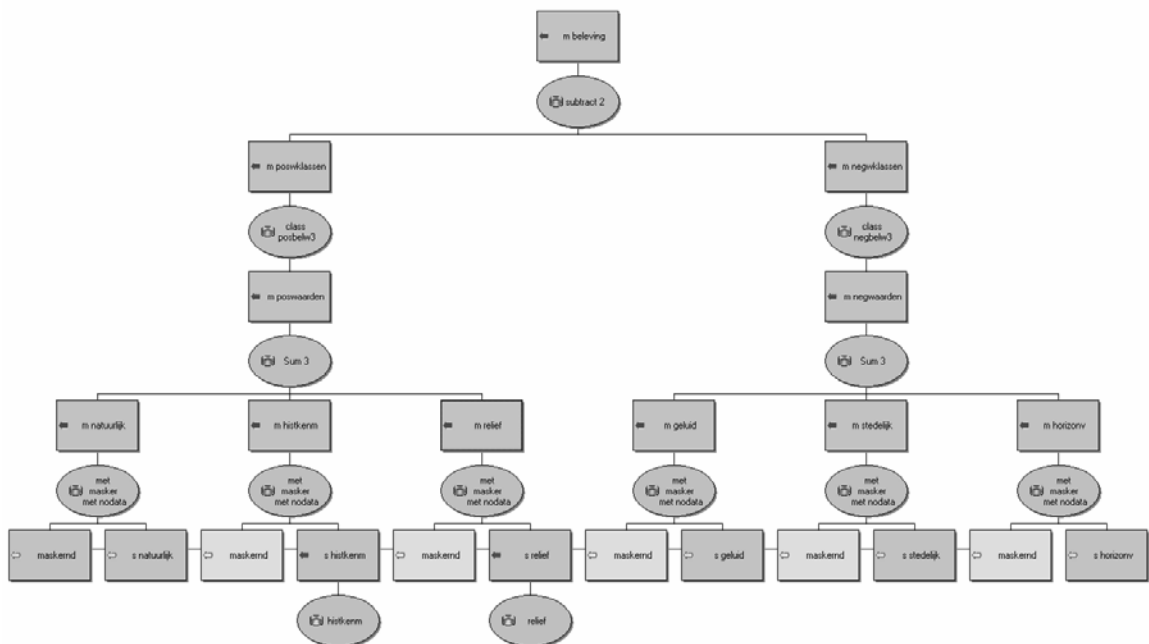 m beleving
subtract 2
m poswklassen
m negwklassen
class
posbelw3
class
negbelw3
m poswaarden
m negwaarden
Sum 3
Sum 3
m natuurlijk
m histkenm
m relief
m geluid
m stedelijk
m horizonv
met
masker
met nodata
met
masker
met nodata
met
masker
met nodata
met
masker
met nodata
met
masker
met nodata
met
masker
met nodata
maskernd
s natuurlijk
maskernd
s histkenm
maskernd
s relief
maskernd
s geluid
maskernd
s stedelijk
maskernd
s horizonv
histkenm
relief